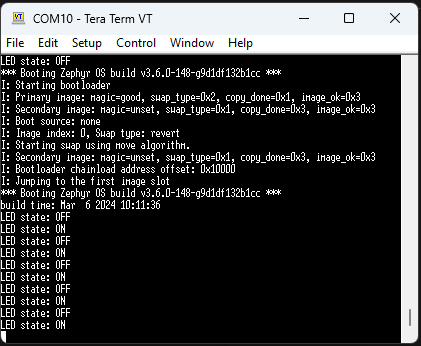 COM10 - Tera Term VT
File Edit Setup Control Window Help
LED state: OFF
*** Booting Zephyr OS build v3.6.0-148-g9d1df132b1cc ***
I: Starting bootloader
I: Primary image: magic=good, swap_type=0x2, copy_done=0x1, image_ok=0x3
I: Secondary image: magic=unset, swap_type=0x1, copy_done=0x3, image_ok=0x3
I: Boot source: none
I: Image index: 0, Swap type: revert
I: Starting swap using move algorithm.
I: Secondary image: magic=unset, swap_type=0x1, copy_done=0x3, image_ok=0x3
I: Bootloader chainload address offset: 0x10000
I: Jumping to the first image slot
*** Booting Zephyr OS build v3.6.0-148-g9d1df132b1cc ***
build time: Mar  6 2024 10:11:36
LED state: OFF
LED state: ON
LED state: OFF
LED state: OFF
LED state: OFF
LED state: ON
LED state: OFF
LED state: ON
LED state: OFF
LED state: ON